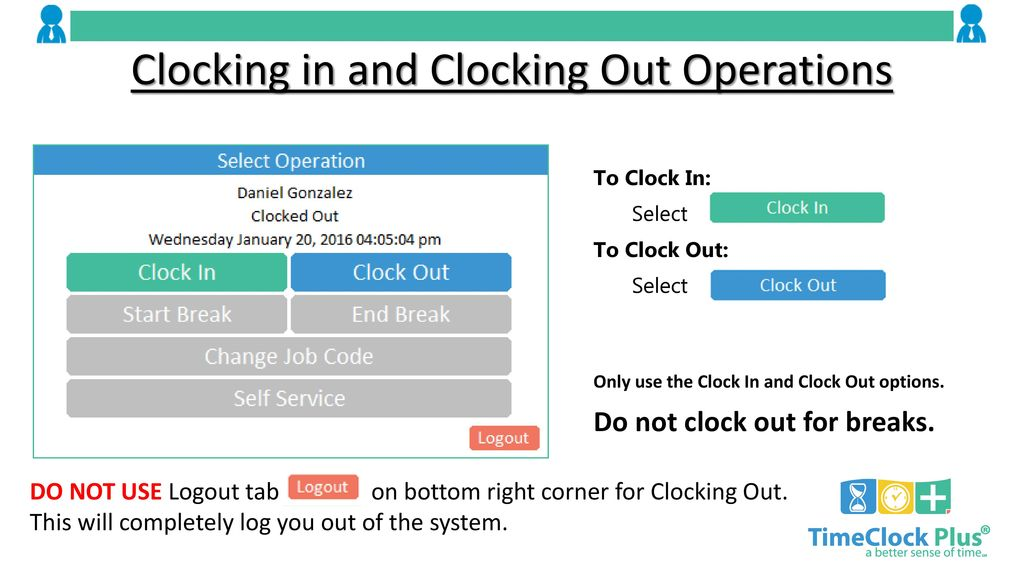 Clocking in and Clocking Out Operations
Select Operation
Daniel Gonzalez
Clocked Out
Wednesday January 20, 2016 04:05:04 pm
Clock In Clock Out
Start Break End Break
Change Job Code
Self Service
Logout
To Clock In:
Select Clock In
To Clock Out:
Select Clock Out
Only use the Clock In and Clock Out options.
Do not clock out for breaks.
DO NOT USE Logout tab Logout on bottom right corner for Clocking Out.
This will completely log you out of the system.
TimeClock Plus®
a better sense of time℠